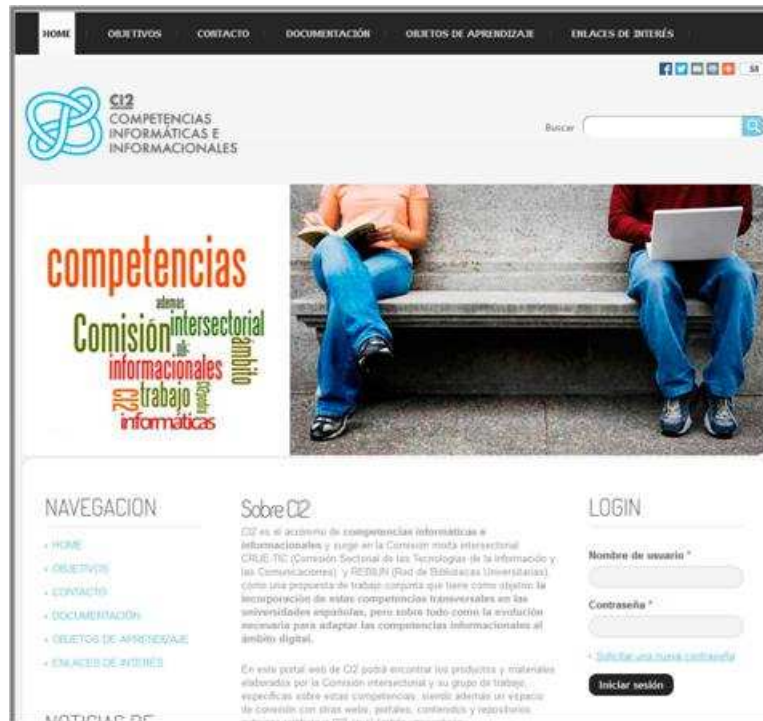 HOME OBJETIVOS CONTACTO DOCUMENTACIÓN OBJETOS DE APRENDIZAJE ENLACES DE INTERÉS
CI2
COMPETENCIAS
INFORMÁTICAS E
INFORMACIONALES
Buscar
competencias
ademas
Comisión
intersectorial
informacionales
ámbito
CI2
trabajo
informáticas
NAVEGACION
HOME
OBJETIVOS
CONTACTO
DOCUMENTACIÓN
OBJETOS DE APRENDIZAJE
ENLACES DE INTERÉS
NOTICIAS DE
Sobre CI2
CI2 es el acrónimo de competencias informáticas e
informacionales y surge en la Comisión mixta intersectorial
CRUE-TIC (Comisión Sectorial de las Tecnologías de la Información y
las Comunicaciones) y REBIUN (Red de Bibliotecas Universitarias)
como una propuesta de trabajo conjunta que tiene como objetivo la
incorporación de estas competencias transversales en las
universidades españolas, pero sobre todo como la evolución
necesaria para adaptar las competencias informacionales al
ámbito digital.
En este portal web de CI2 podrá encontrar los productos y materiales
elaborados por la Comisión intersectorial y su grupo de trabajo,
específicas sobre estas competencias, siendo además un espacio
de conexión con otras webs, portales, contenidos y repositorios
LOGIN
Nombre de usuario *
Contraseña *
Solicitar una nueva contraseña
Iniciar sesión